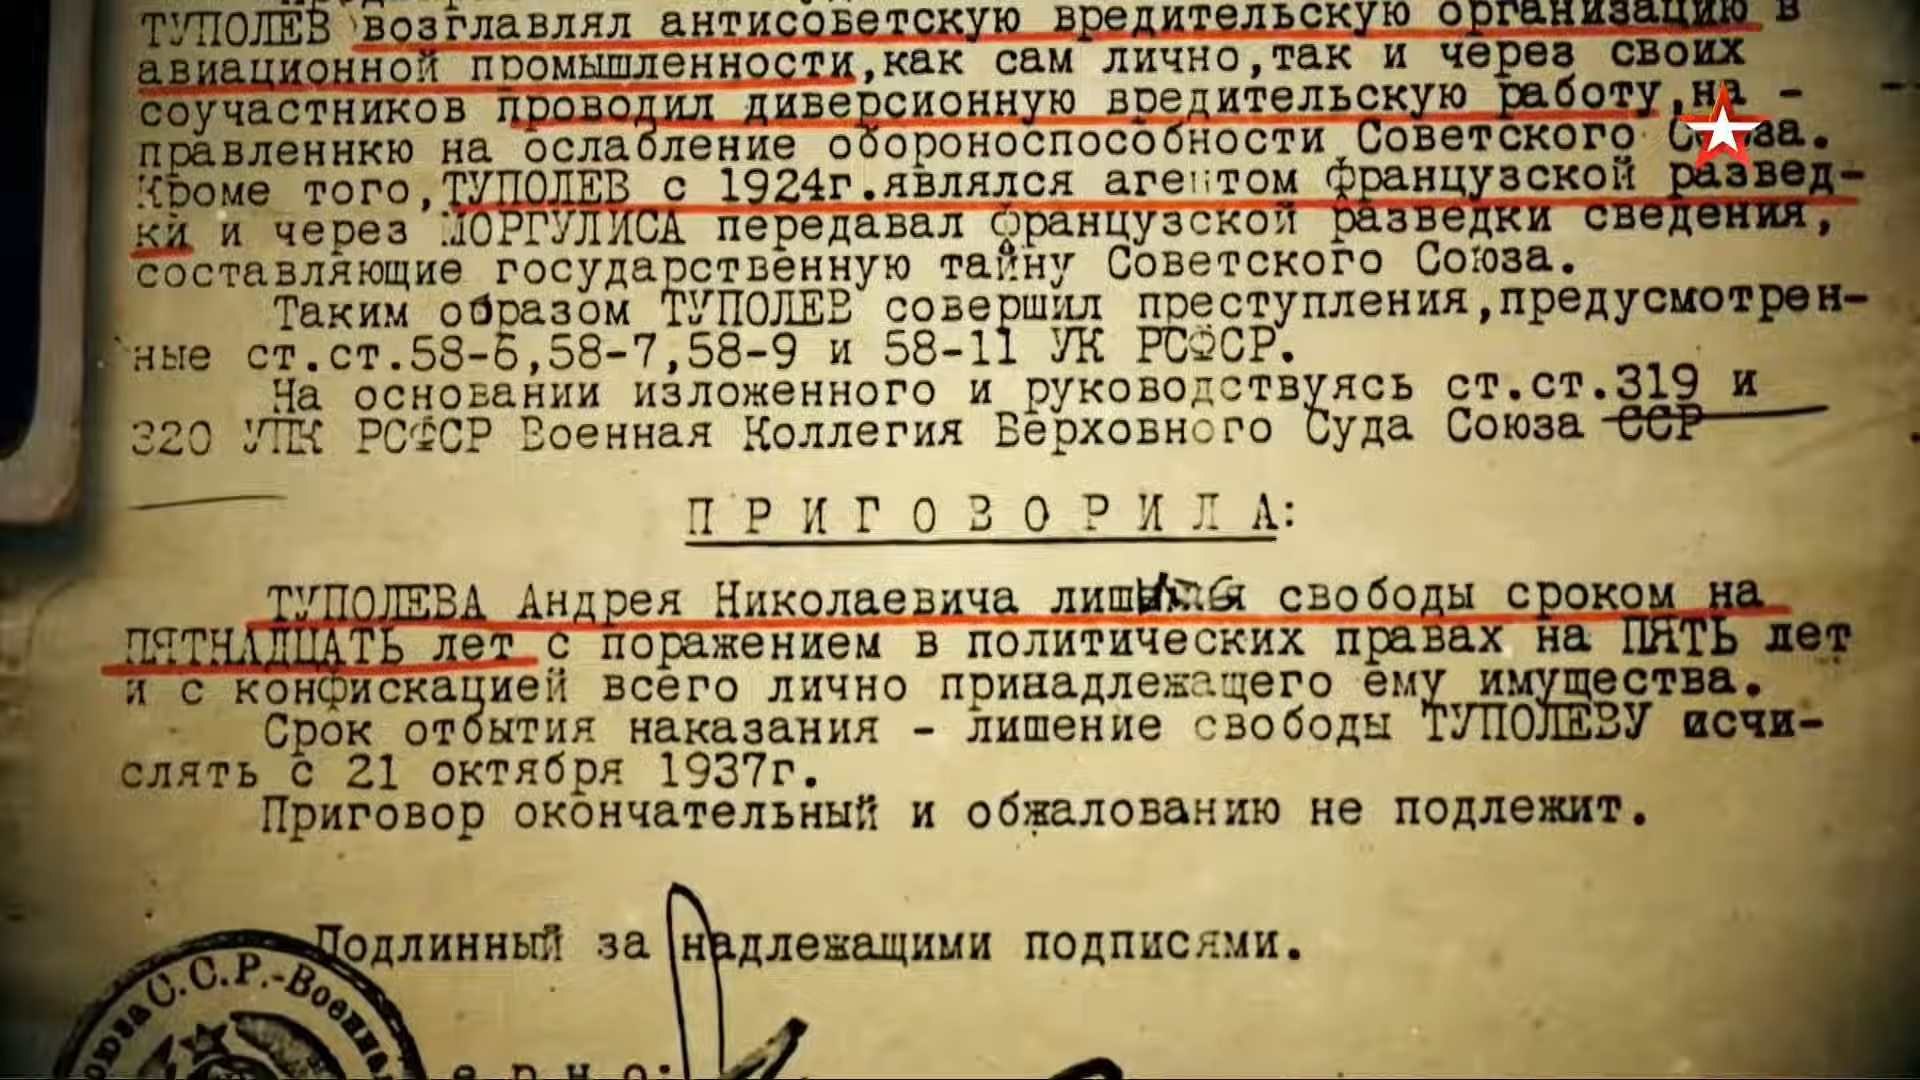 ТУПОЛЕВ возглавлял антисоветскую вредительскую организацию в
авиационной промышленности,как сам лично,так и через своих
соучастников проводил диверсионную вредительскую работу,на -
правленнкю на ослабление обороноспособности Советского Союза.
Кроме того,ТУПОЛЕВ с 1924г.являлся агентом французской развед-
ки и через МОРГУЛИСА передавал французской разведки сведения,
составляющие государственную тайну Советского Союза.
Таким образом ТУПОЛЕВ совершил преступления,предусмотрен-
ные ст.ст.58-6,58-7,58-9 и 58-11 УК РСФСР.
На основании изложенного и руководствуясь ст.ст.319 и
320 УПК РСФСР Военная Коллегия Верховного Суда Союза ССР
П Р И Г О В О Р И Л А:
ТУПОЛЕВА Андрея Николаевича свободы сроком на
ПЯТНАДЦАТЬ лет с поражением в политических правах на ПЯТЬ лет
и с конфискацией всего лично принадлежащего ему имущества.
Срок отбытия наказания - лишение свободы ТУПОЛЕВУ исчи-
слять с 21 октября 1937г.
Приговор окончательный и обжалованию не подлежит.
Подлинный за надлежащими подписями.
С.С.Р.-Военная